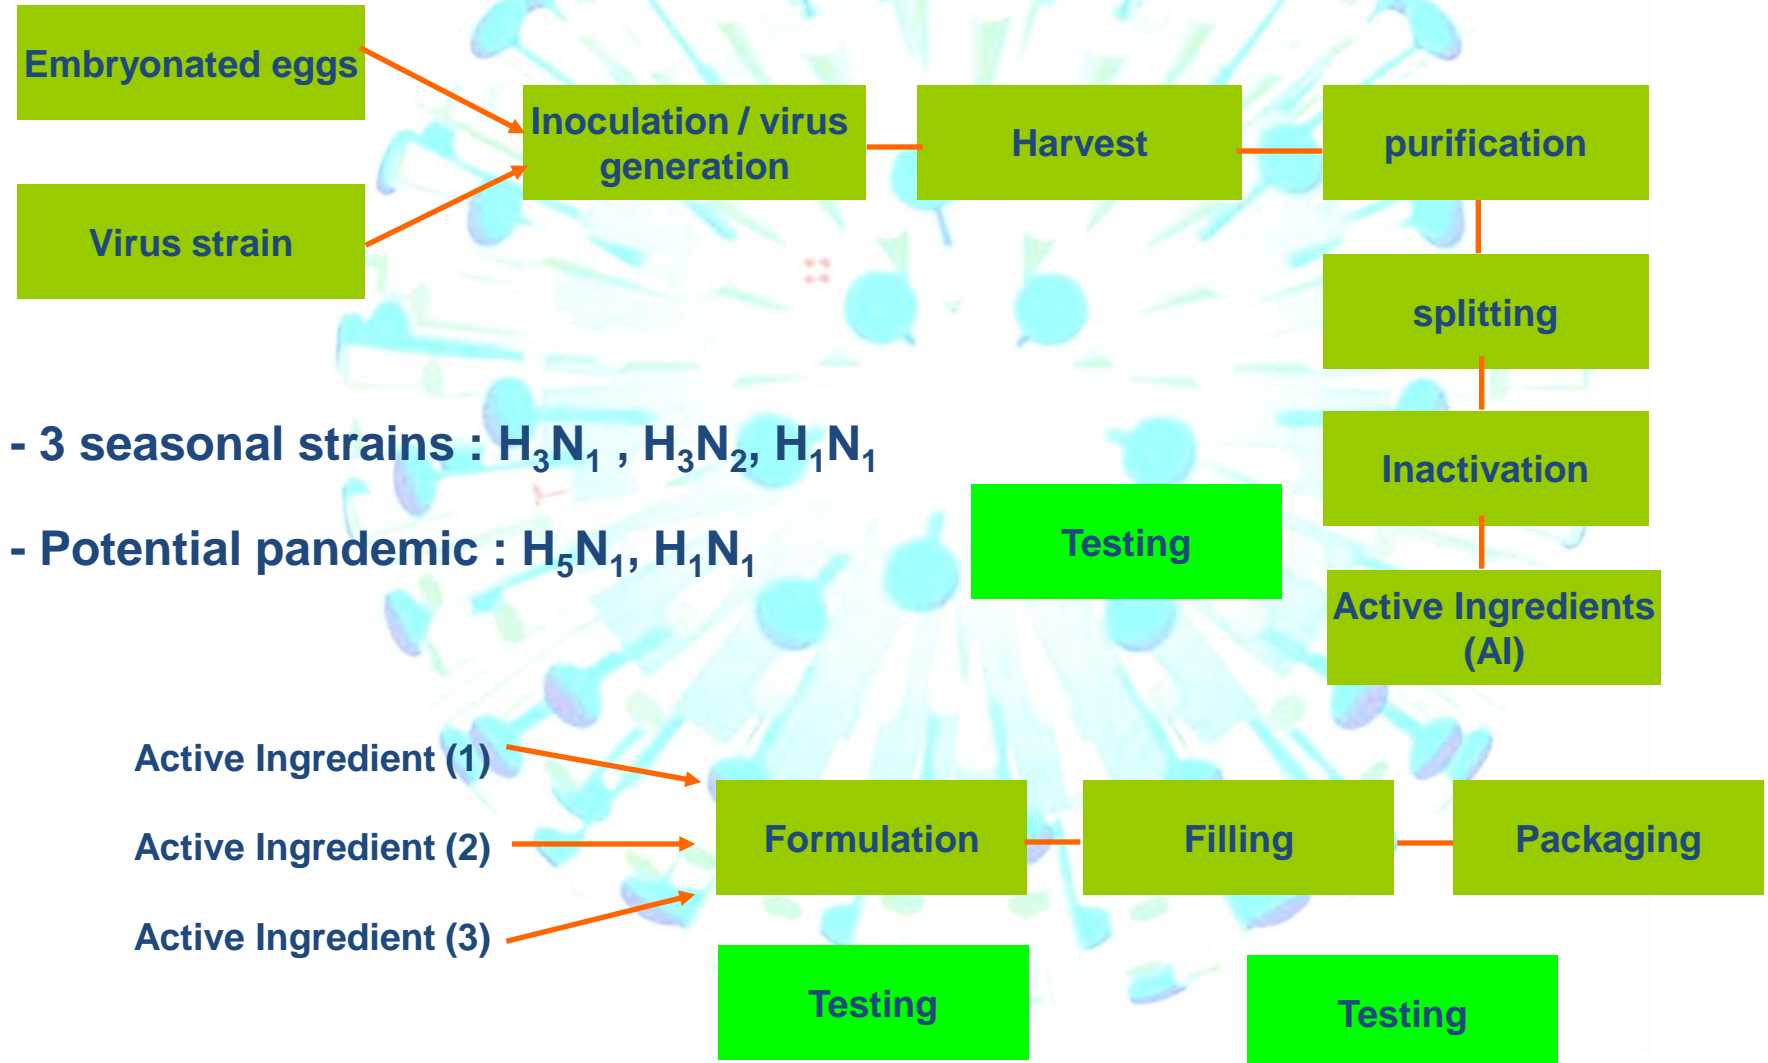 Embryonated eggs
Virus strain
Inoculation / virus
generation
Harvest
purification
splitting
Inactivation
Active Ingredients
(AI)
- 3 seasonal strains : H₃N₁ , H₃N₂, H₁N₁
- Potential pandemic : H₅N₁, H₁N₁
Testing
Active Ingredient (1)
Active Ingredient (2)
Active Ingredient (3)
Formulation
Filling
Packaging
Testing
Testing